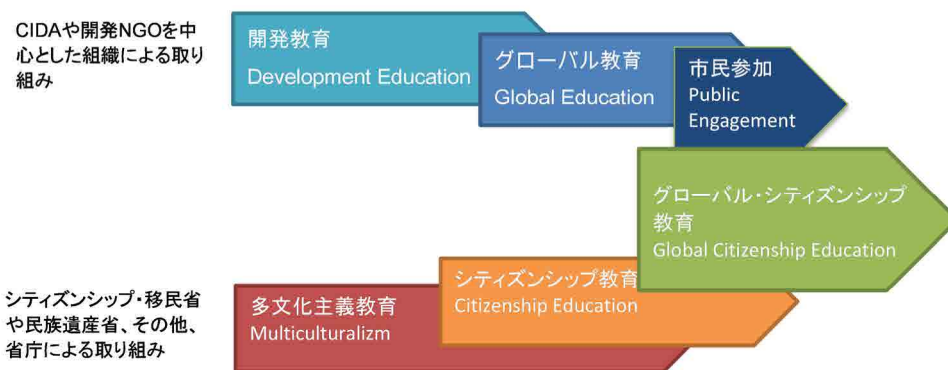 CIDAや開発NGOを中
心とした組織による取り
組み
開発教育
Development Education
グローバル教育
Global Education
市民参加
Public
Engagement
グローバル・シティズンシップ
教育
Global Citizenship Education
シティズンシップ教育
Citizenship Education
多文化主義教育
Multiculturalizm
シティズンシップ・移民省
や民族遺産省、その他、
省庁による取り組み